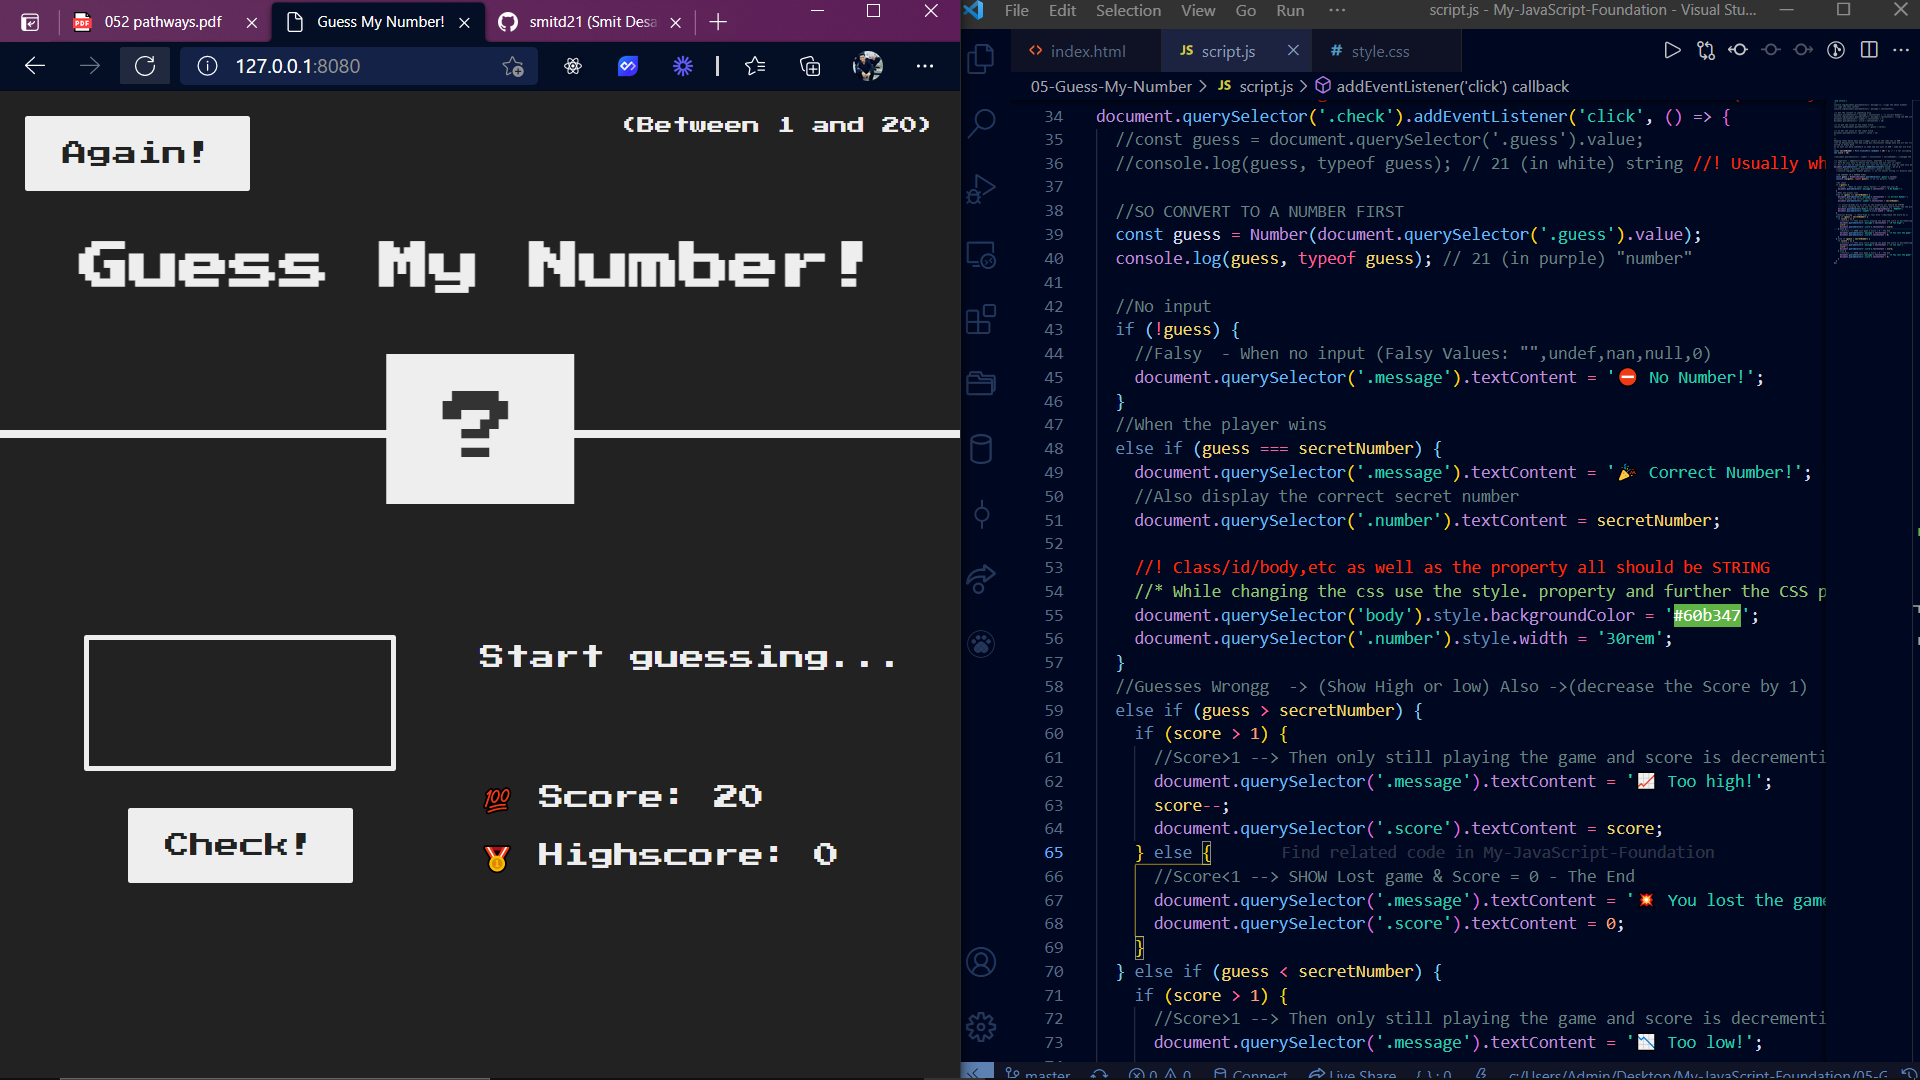 052 pathways.pdf
Guess My Number!
smitd21 (Smit Desa
127.0.0.1:8080
Again!
(Between 1 and 20)
Guess My Number!
?
Start guessing...
💯 Score: 20
Check!
🥇 Highscore: 0
File Edit Selection View Go Run ···
script.js - My-JavaScript-Foundation - Visual Stu...
<> index.html
JS script.js
# style.css
05-Guess-My-Number > JS script.js > addEventListener('click') callback
34 document.querySelector('.check').addEventListener('click', () => {
35 //const guess = document.querySelector('.guess').value;
36 //console.log(guess, typeof guess); // 21 (in white) string //! Usually wh
37
38 //SO CONVERT TO A NUMBER FIRST
39 const guess = Number(document.querySelector('.guess').value);
40 console.log(guess, typeof guess); // 21 (in purple) "number"
41
42 //No input
43 if (!guess) {
44 //Falsy  - When no input (Falsy Values: "",undef,nan,null,0)
45 document.querySelector('.message').textContent = '⛔ No Number!';
46 }
47 //When the player wins
48 else if (guess === secretNumber) {
49 document.querySelector('.message').textContent = '🎉 Correct Number!';
50 //Also display the correct secret number
51 document.querySelector('.number').textContent = secretNumber;
52
53 //! Class/id/body,etc as well as the property all should be STRING
54 //* While changing the css use the style. property and further the CSS p
55 document.querySelector('body').style.backgroundColor = '#60b347';
56 document.querySelector('.number').style.width = '30rem';
57 }
58 //Guesses Wrongg  -> (Show High or low) Also ->(decrease the Score by 1)
59 else if (guess > secretNumber) {
60 if (score > 1) {
61 //Score>1 --> Then only still playing the game and score is decrementi
62 document.querySelector('.message').textContent = '📈 Too high!';
63 score--;
64 document.querySelector('.score').textContent = score;
65 } else { Find related code in My-JavaScript-Foundation
66 //Score<1 --> SHOW Lost game & Score = 0 - The End
67 document.querySelector('.message').textContent = '💥 You lost the game
68 document.querySelector('.score').textContent = 0;
69 }
70 } else if (guess < secretNumber) {
71 if (score > 1) {
72 //Score>1 --> Then only still playing the game and score is decrementi
73 document.querySelector('.message').textContent = '📉 Too low!';
master 0 0 Connect Live Share {.} : 0 c:/Users/Admin/Desktop/My-JavaScript-Foundation/05-G